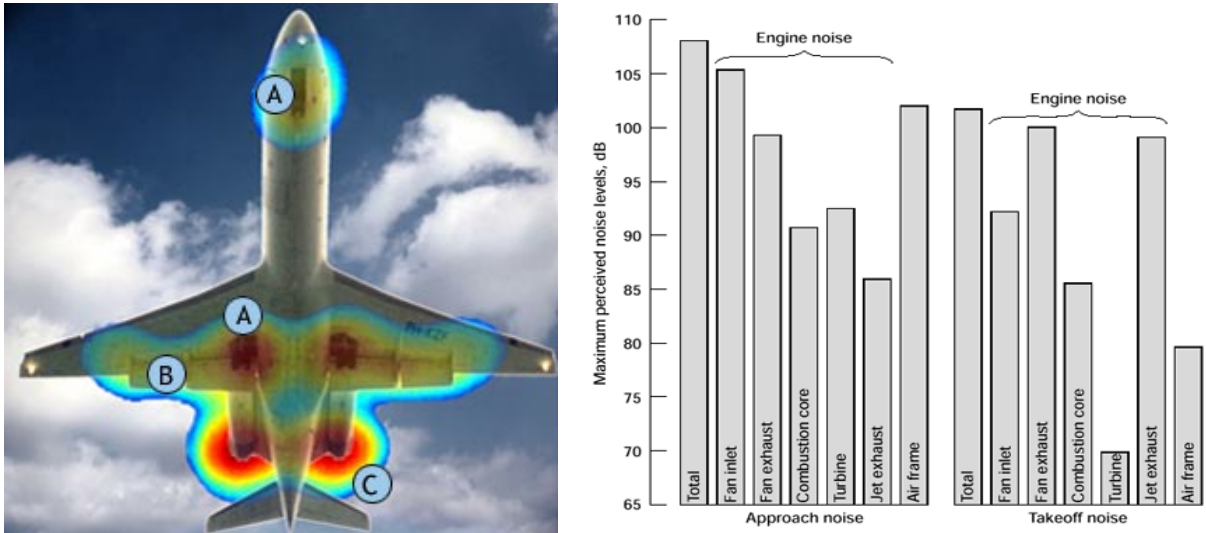 A
A
B
C
PH-KZF
Maximum perceived noise levels, dB
110
105
100
95
90
85
80
75
70
65
Engine noise
Total
Fan inlet
Fan exhaust
Combustion core
Turbine
Jet exhaust
Air frame
Approach noise
Engine noise
Total
Fan inlet
Fan exhaust
Combustion core
Turbine
Jet exhaust
Air frame
Takeoff noise